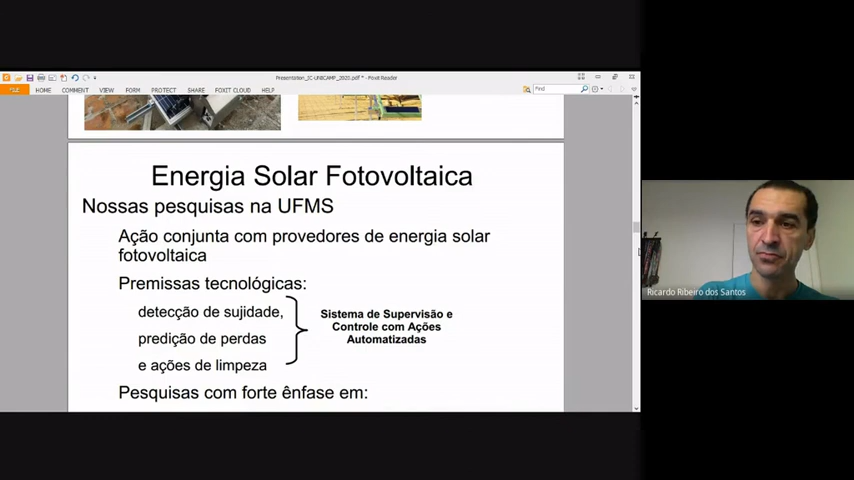 Presentation_IC-UNICAMP_2020.pdf * - Foxit Reader
FILE HOME COMMENT VIEW FORM PROTECT SHARE FOXIT CLOUD HELP
Find
Energia Solar Fotovoltaica
Nossas pesquisas na UFMS
Ação conjunta com provedores de energia solar
fotovoltaica
Premissas tecnológicas:
detecção de sujidade,
predição de perdas
e ações de limpeza
Sistema de Supervisão e
Controle com Ações
Automatizadas
Pesquisas com forte ênfase em:
Ricardo Ribeiro dos Santos